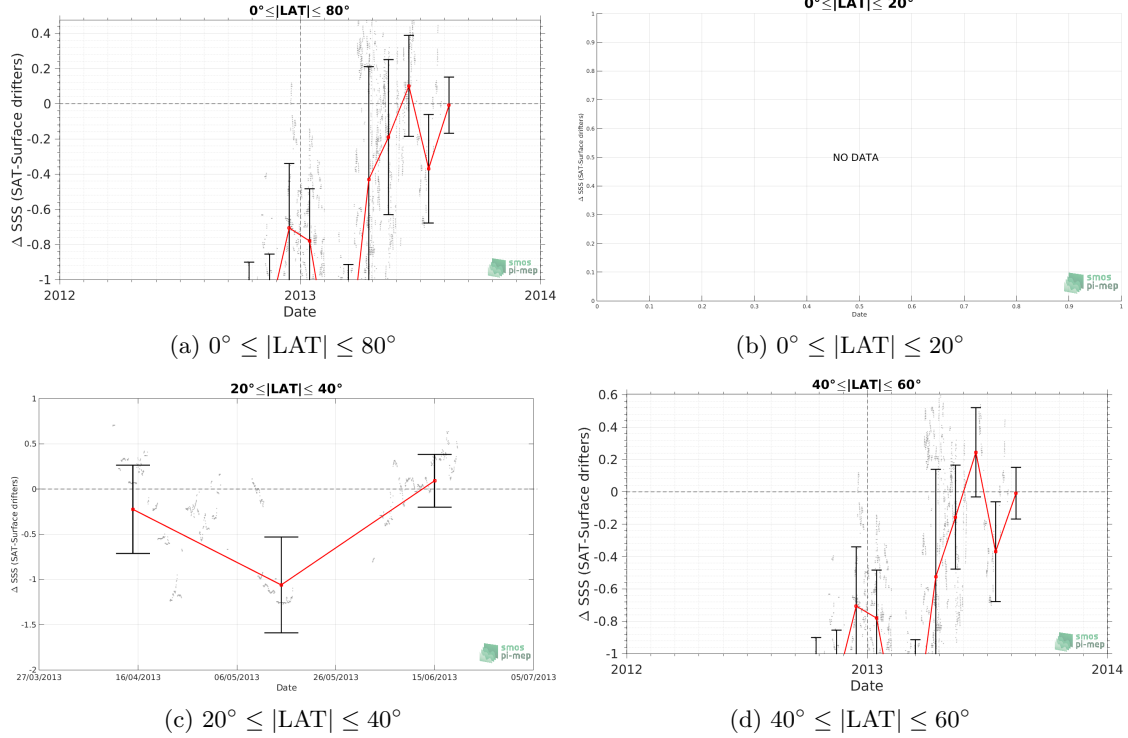 0°≤|LAT|≤ 80°
0.4
0.2
0
-0.2
-0.4
-0.6
-0.8
-1
Δ SSS (SAT-Surface drifters)
2012
2013
2014
Date
smos
pi-mep
(a) 0° ≤ |LAT| ≤ 80°
0°≤|LAT|≤ 20°
1
0.9
0.8
0.7
0.6
0.5
0.4
0.3
0.2
0.1
0
Δ SSS (SAT-Surface drifters)
NO DATA
0
0.1
0.2
0.3
0.4
0.5
0.6
0.7
0.8
0.9
1
Date
smos
pi-mep
(b) 0° ≤ |LAT| ≤ 20°
20°≤|LAT|≤ 40°
1
0.5
0
-0.5
-1
-1.5
-2
Δ SSS (SAT-Surface drifters)
27/03/2013
16/04/2013
06/05/2013
26/05/2013
15/06/2013
05/07/2013
Date
smos
pi-mep
(c) 20° ≤ |LAT| ≤ 40°
40°≤|LAT|≤ 60°
0.6
0.4
0.2
0
-0.2
-0.4
-0.6
-0.8
-1
Δ SSS (SAT-Surface drifters)
2012
2013
2014
Date
smos
pi-mep
(d) 40° ≤ |LAT| ≤ 60°